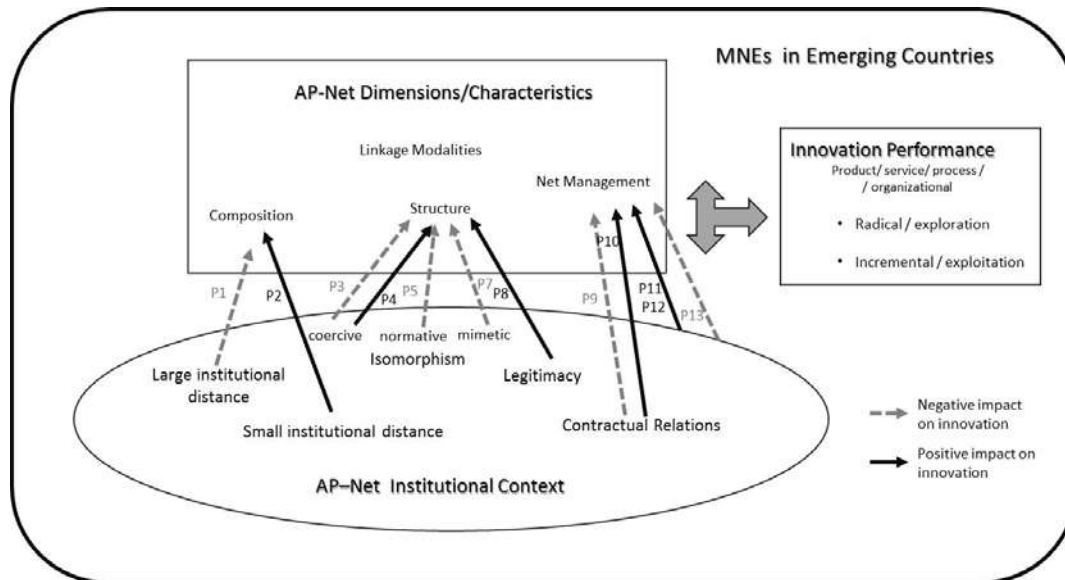 MNEs in Emerging Countries
AP-Net Dimensions/Characteristics
Linkage Modalities
Net Management
Structure
Composition
Innovation Performance
Product/ service/ process /
/ organizational
• Radical / exploration
• Incremental / exploitation
P1
P2
P3
P4
P5
P7
P8
P9
P10
P11
P12
P13
coercive
normative
mimetic
Isomorphism
Large institutional
distance
Legitimacy
Small institutional distance
Contractual Relations
AP–Net Institutional Context
Negative impact
on innovation
Positive impact on
innovation